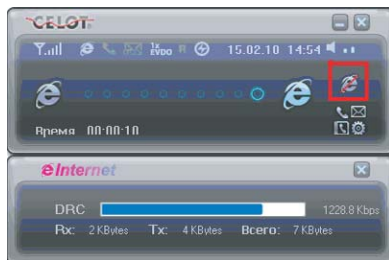 CELOT
1x EVDO R 15.02.10 14:54
Время 00:00:10
eInternet
DRC 1228.8 Kbps
Rx: 2 KBytes Tx: 4 KBytes Всего: 7 KBytes